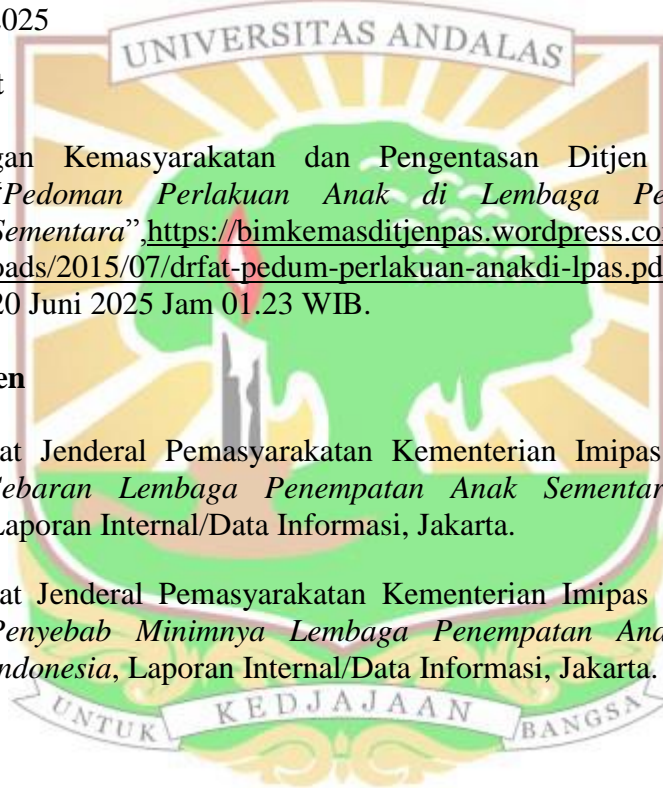 2025
UNIVERSITAS ANDALAS
t
gan Kemasyarakatan dan Pengentasan Ditjen
“Pedoman Perlakuan Anak di Lembaga Pe
Sementara”,https://bimkemasditjenpas.wordpress.co
oads/2015/07/drfat-pedum-perlakuan-anakdi-lpas.pd
20 Juni 2025 Jam 01.23 WIB.
en
at Jenderal Pemasyarakatan Kementerian Imipas
ebaran Lembaga Penempatan Anak Sementar
Laporan Internal/Data Informasi, Jakarta.
at Jenderal Pemasyarakatan Kementerian Imipas
Penyebab Minimnya Lembaga Penempatan Ana
Indonesia, Laporan Internal/Data Informasi, Jakarta.
UNTUK KEDJAJAAN BANGSA